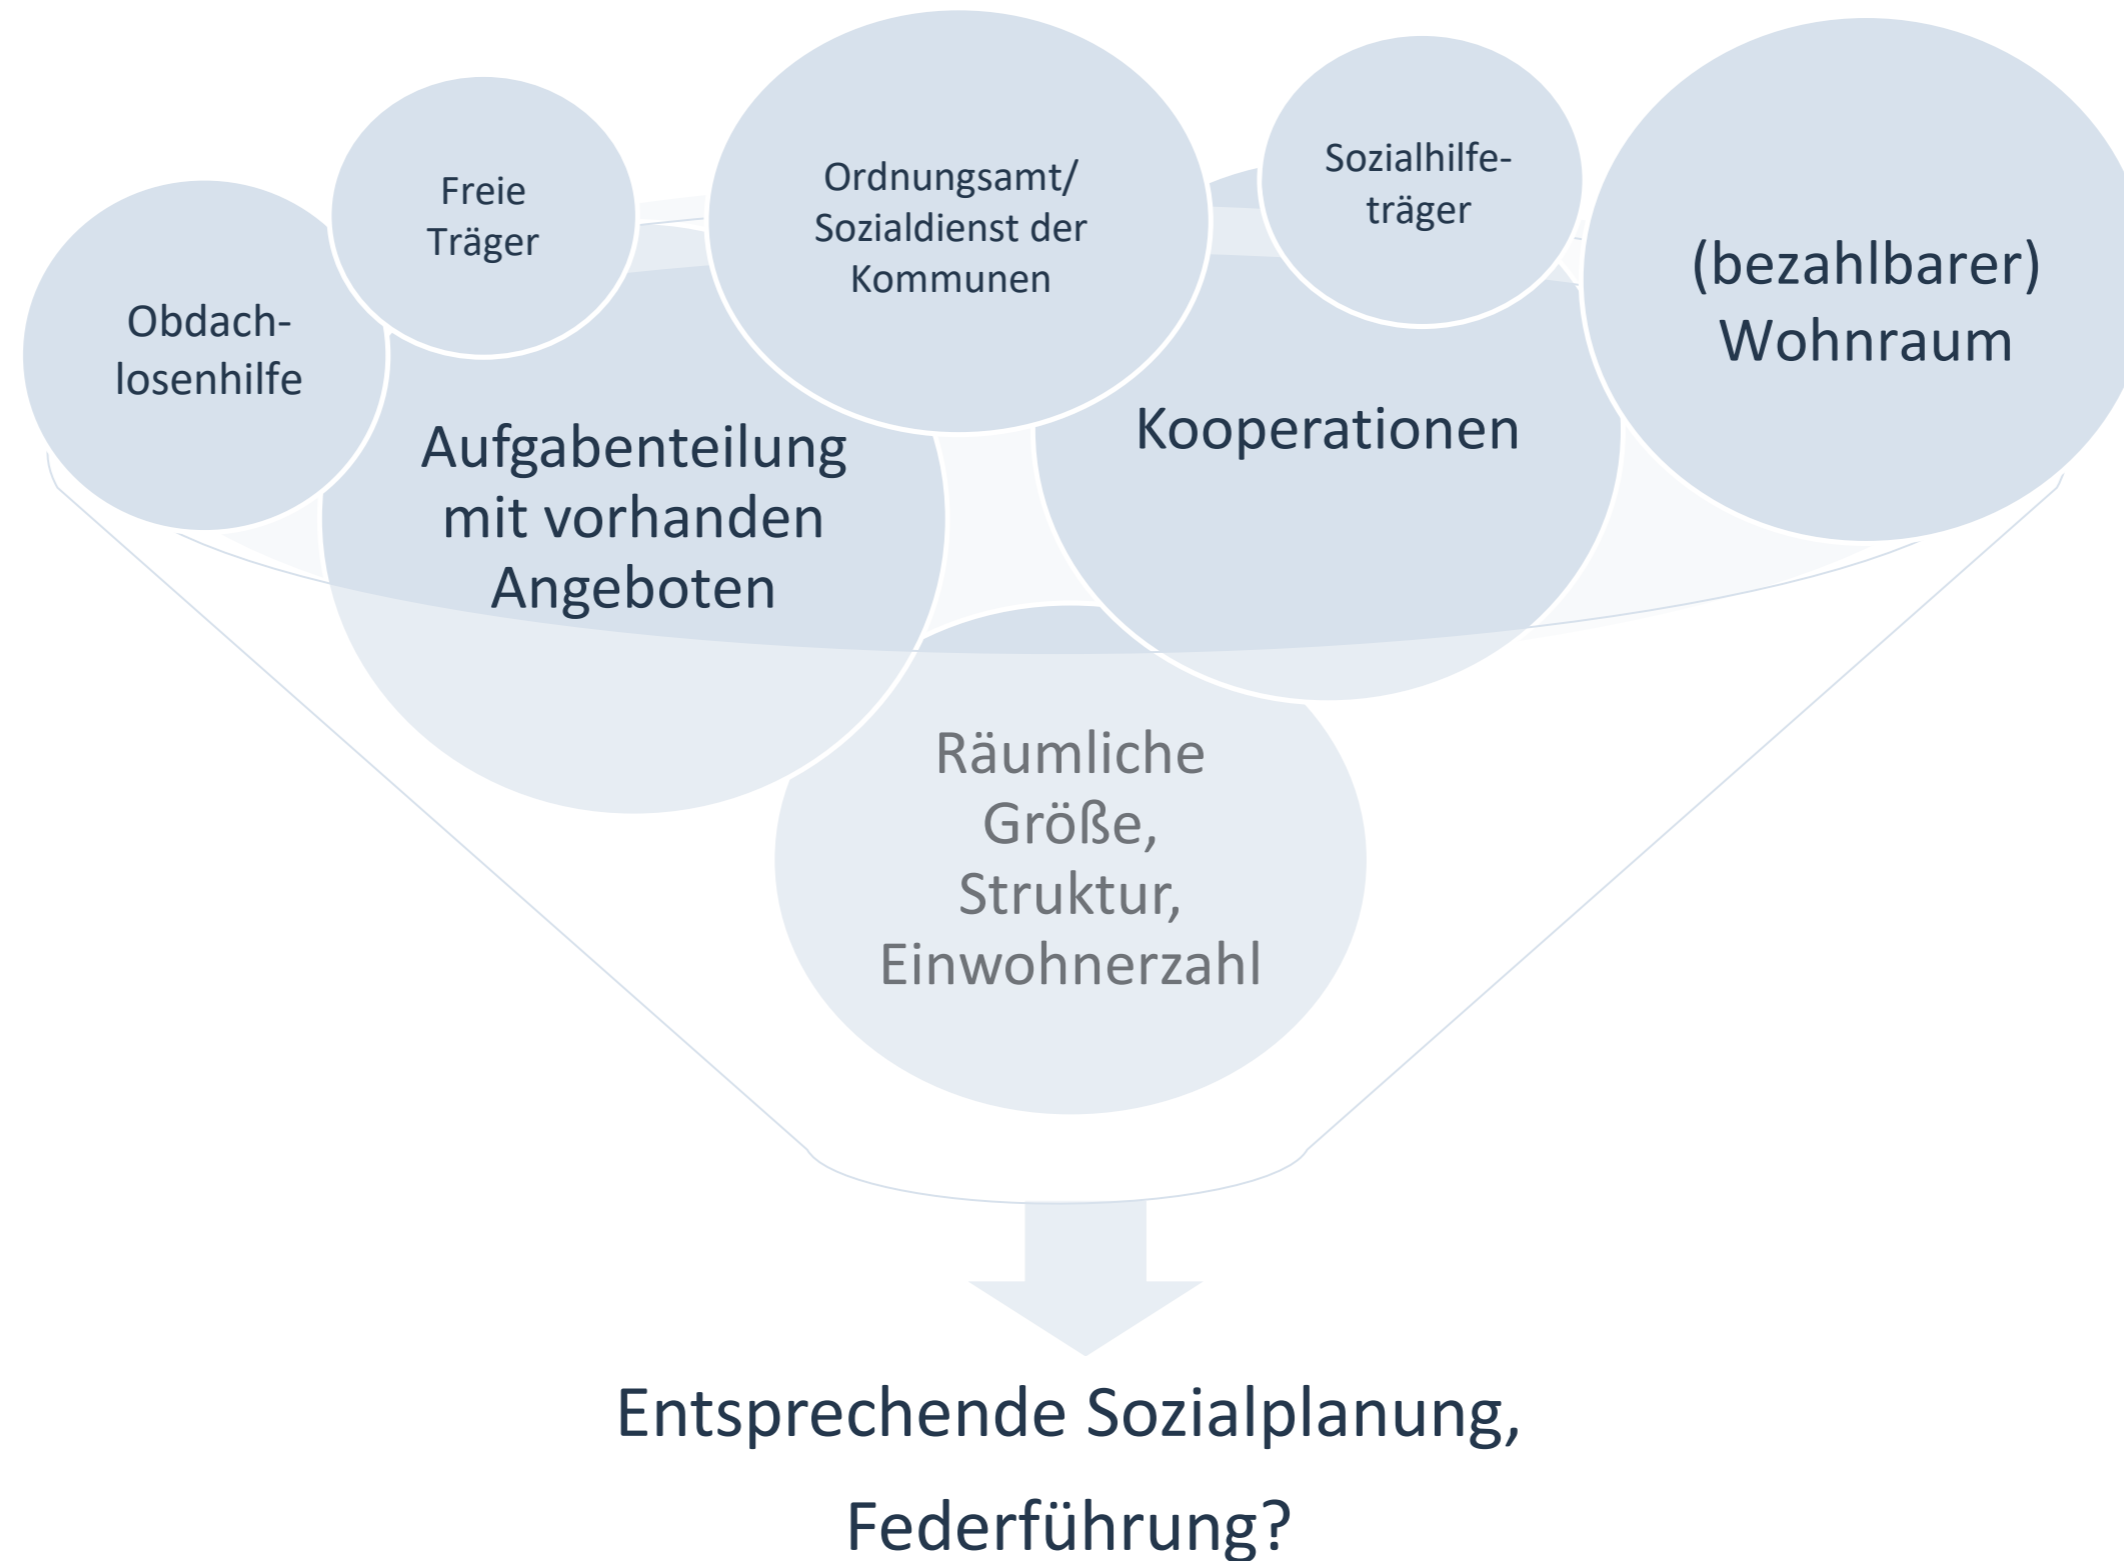 Obdach-
losenhilfe
Freie
Träger
Ordnungsamt/
Sozialdienst der
Kommunen
Sozialhilfe-
träger
(bezahlbarer)
Wohnraum
Aufgabenteilung
mit vorhanden
Angeboten
Kooperationen
Räumliche
Größe,
Struktur,
Einwohnerzahl
Entsprechende Sozialplanung,
Federführung?